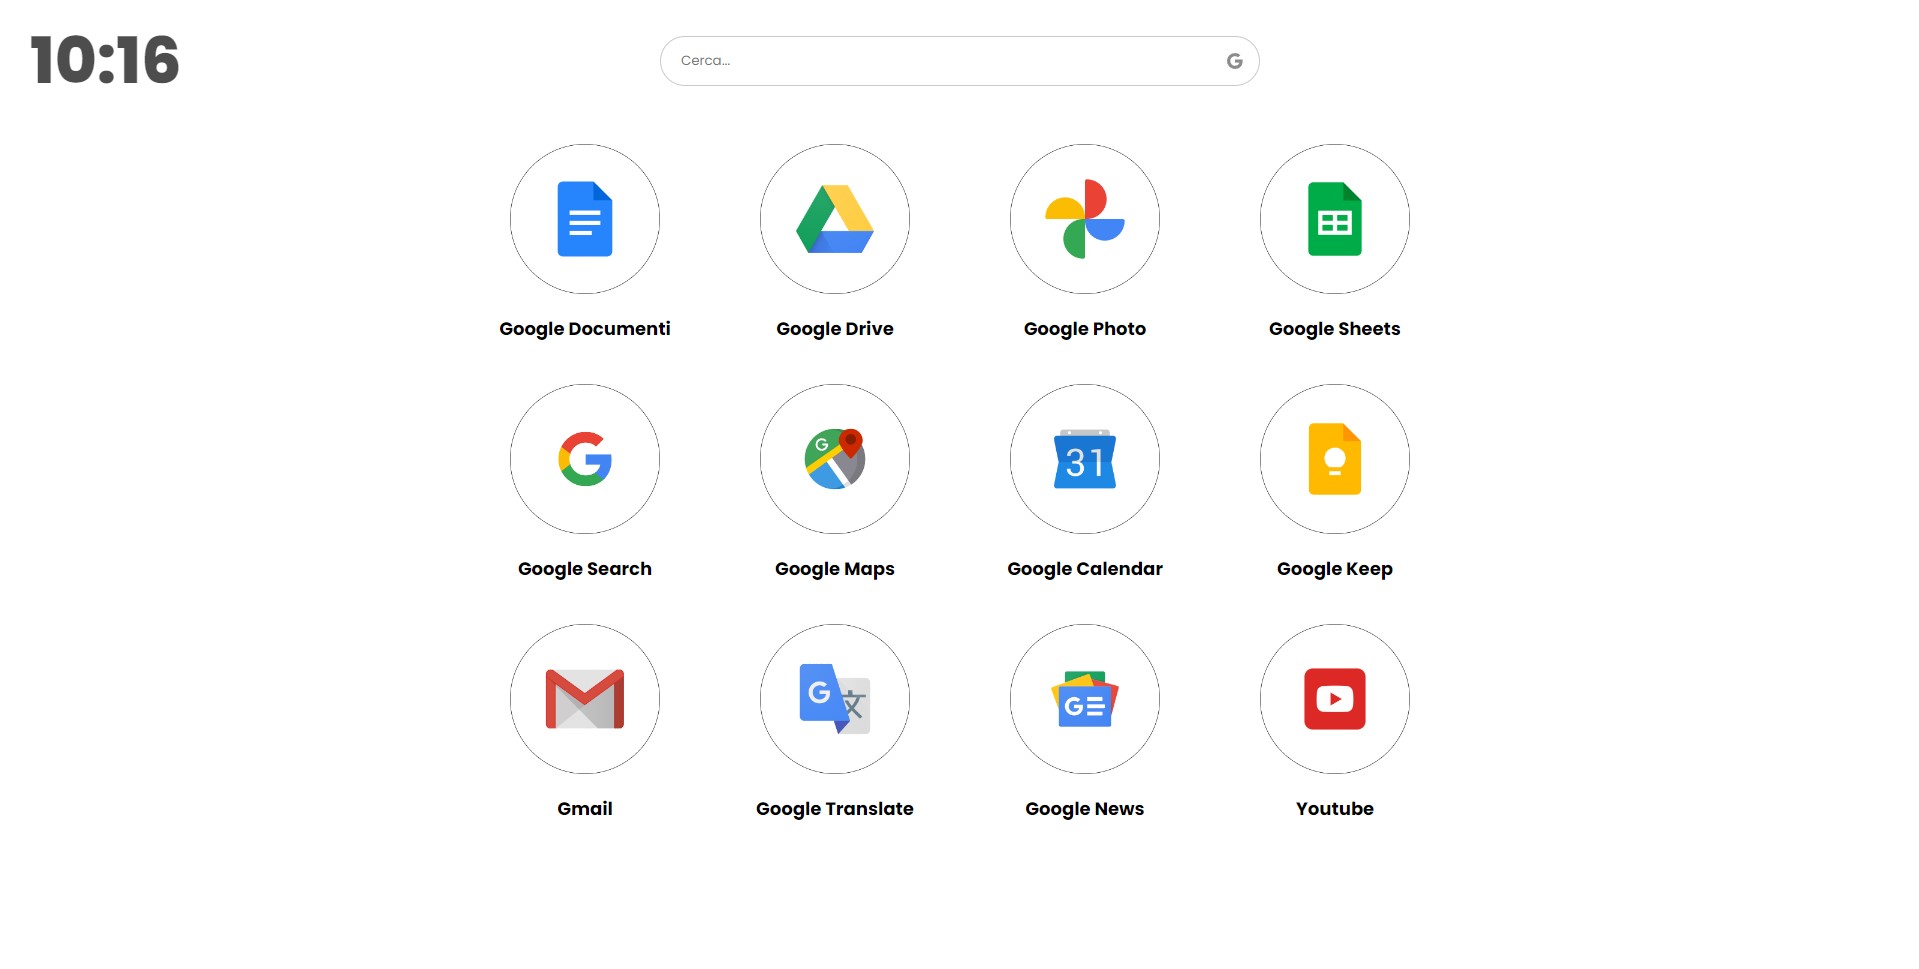 10:16
Cerca...
G
Google Documenti
Google Drive
Google Photo
Google Sheets
G
G
31
Google Search
Google Maps
Google Calendar
Google Keep
G 文
G
Gmail
Google Translate
Google News
Youtube